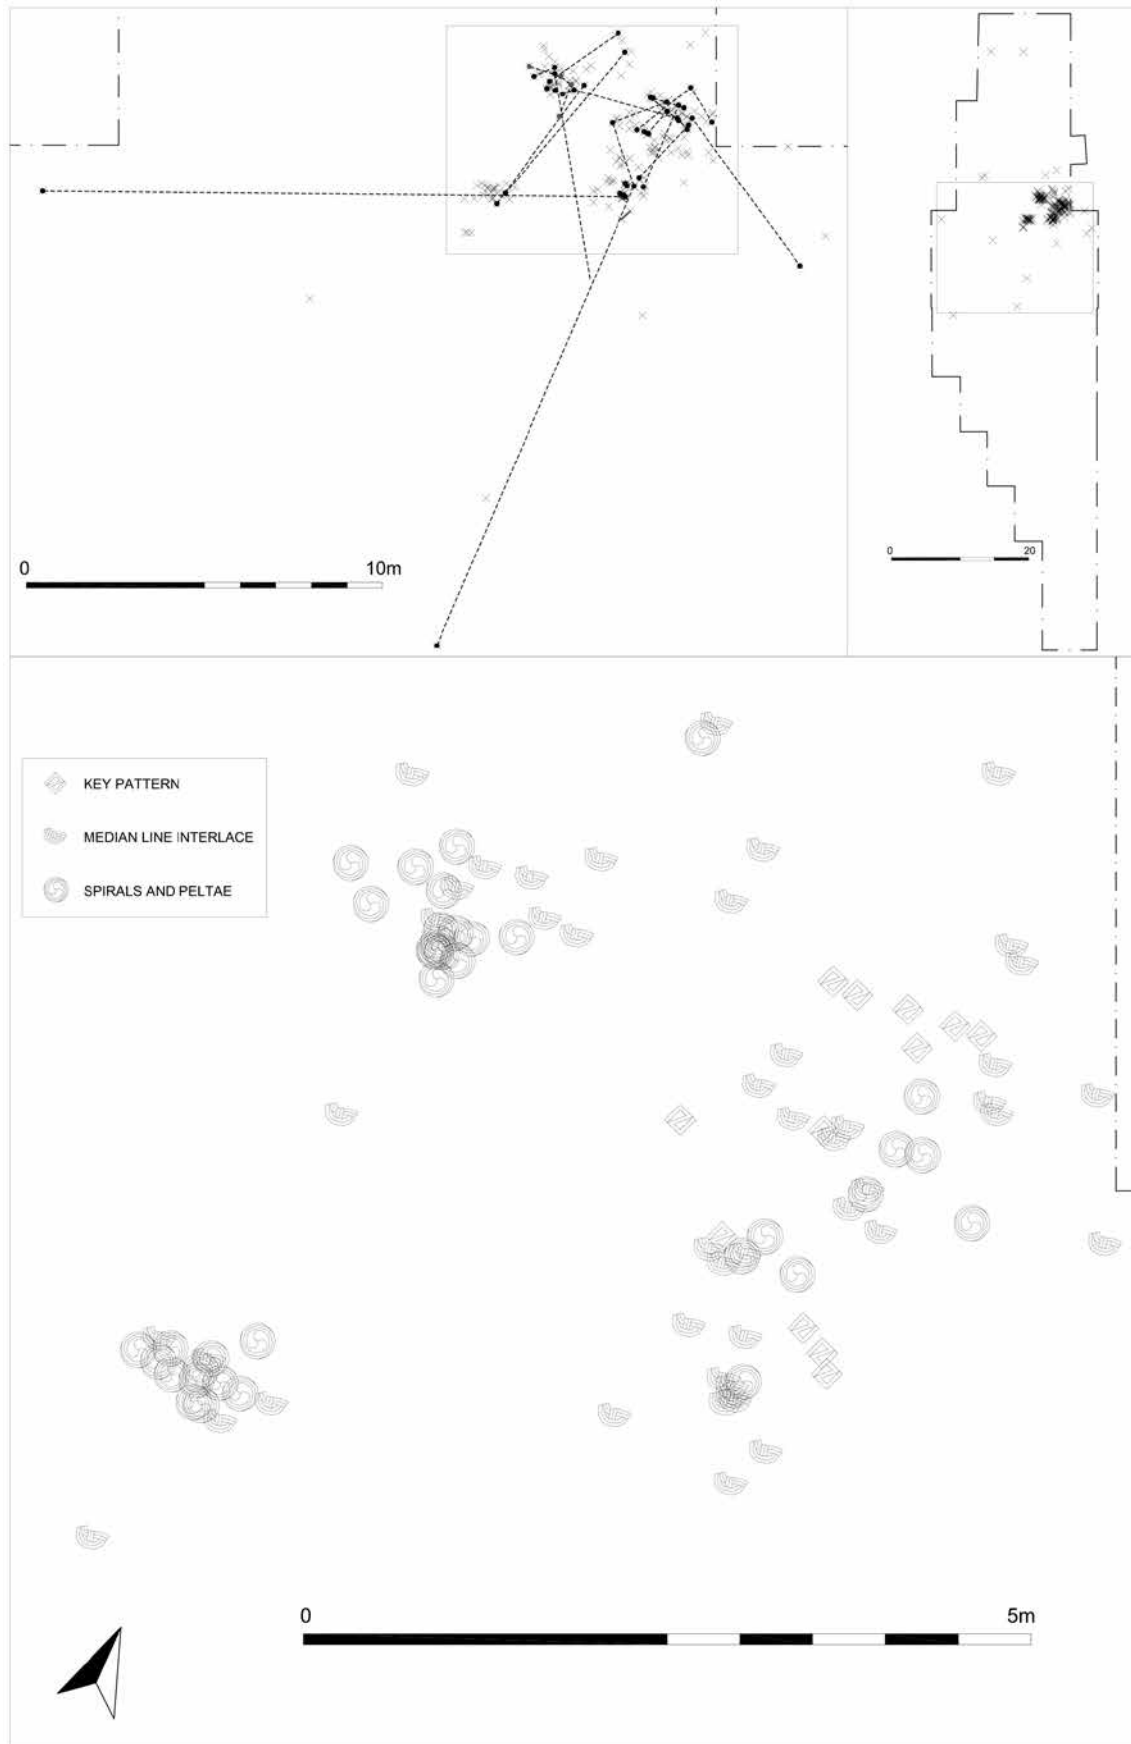 0 10m
0 20
KEY PATTERN
MEDIAN LINE INTERLACE
SPIRALS AND PELTAE
0 5m